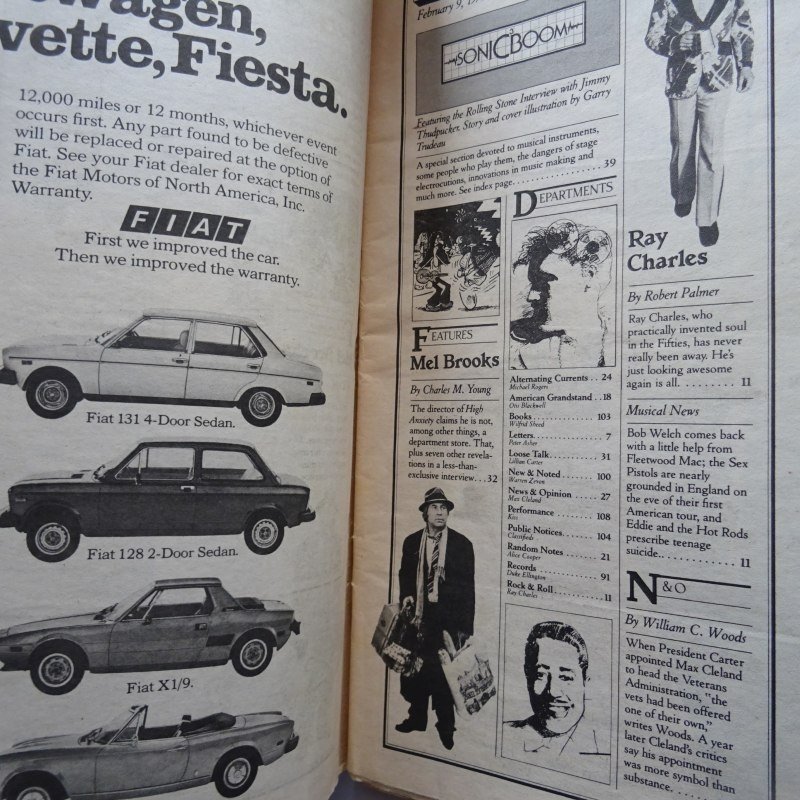 wagen,
vette, Fiesta.
12,000 miles or 12 months, whichever event
occurs first. Any part found to be defective
will be replaced or repaired at the option of
Fiat. See your Fiat dealer for exact terms of
the Fiat Motors of North America, Inc.
Warranty.
FIAT
First we improved the car.
Then we improved the warranty.
Fiat 131 4-Door Sedan.
Fiat 128 2-Door Sedan.
Fiat X1/9.
February 9,
SONIC BOOM
Featuring the Rolling Stone Interview with Jimmy
Thudpucker. Story and cover illustration by Garry
Trudeau
A special section devoted to musical instruments,
some people who play them, the dangers of stage
electrocutions, innovations in music making and
much more. See index page. . . . . . . . . . . . . . . 39
FEATURES
Mel Brooks
By Charles M. Young
The director of High
Anxiety claims he is not,
among other things, a
department store. That,
plus seven other revela-
tions in a less-than-
exclusive interview. . . 32
DEPARTMENTS
Alternating Currents . . 24
Michael Rogers
American Grandstand . . 18
Otis Blackwell
Books . . . . . . . . . . . 103
Wilfrid Sheed
Letters. . . . . . . . . . . 7
Peter Asher
Loose Talk . . . . . . . . 31
Lillian Carter
New & Noted . . . . . . 100
Warren Zevon
News & Opinion . . . . 27
Max Cleland
Performance . . . . . . 108
Kiss
Public Notices. . . . . . 104
Classifieds
Random Notes . . . . . 21
Alice Cooper
Records . . . . . . . . . 91
Duke Ellington
Rock & Roll. . . . . . . . 11
Ray Charles
Ray
Charles
By Robert Palmer
Ray Charles, who
practically invented soul
in the Fifties, has never
really been away. He's
just looking awesome
again is all. . . . . . . . . 11
Musical News
Bob Welch comes back
with a little help from
Fleetwood Mac; the Sex
Pistols are nearly
grounded in England on
the eve of their first
American tour, and
Eddie and the Hot Rods
prescribe teenage
suicide. . . . . . . . . . . . 11
N & O
By William C. Woods
When President Carter
appointed Max Cleland
to head the Veterans
Administration, "the
vets had been offered
one of their own,"
writes Woods. A year
later Cleland's critics
say his appointment
was more symbol than
substance. . . . . . .